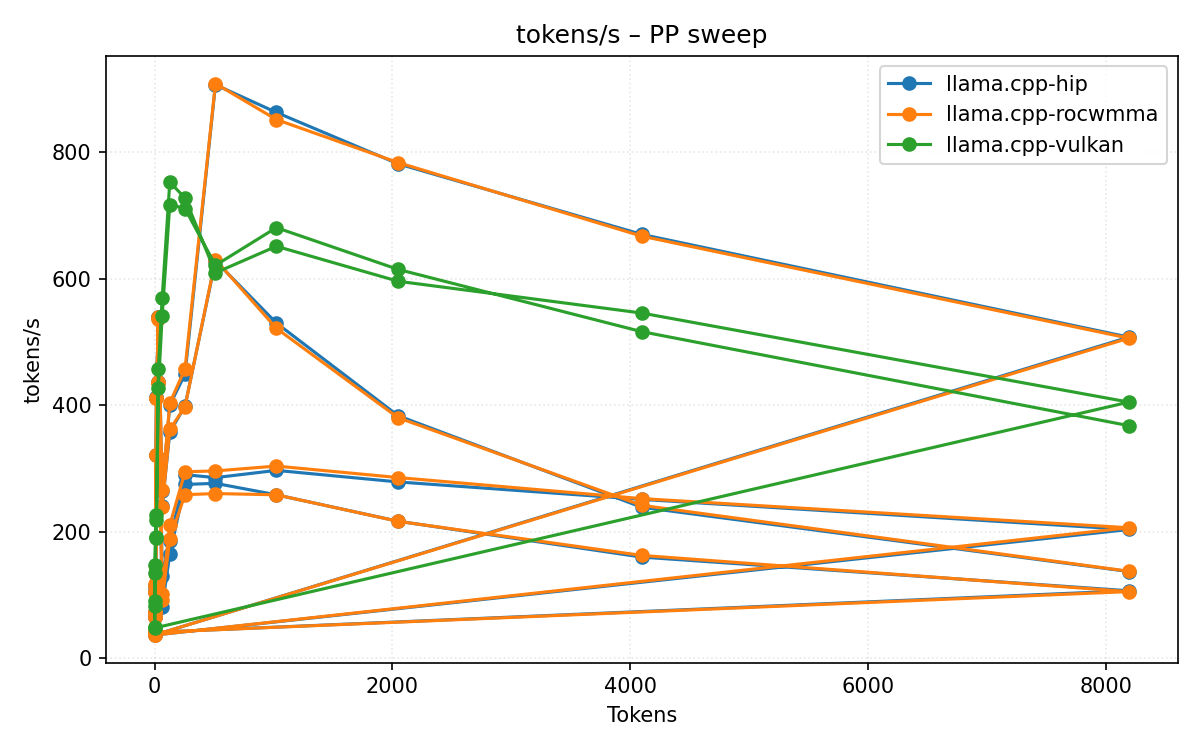 tokens/s – PP sweep
llama.cpp-hip
llama.cpp-rocwmma
llama.cpp-vulkan
tokens/s
800
600
400
200
0
0 2000 4000 6000 8000
Tokens